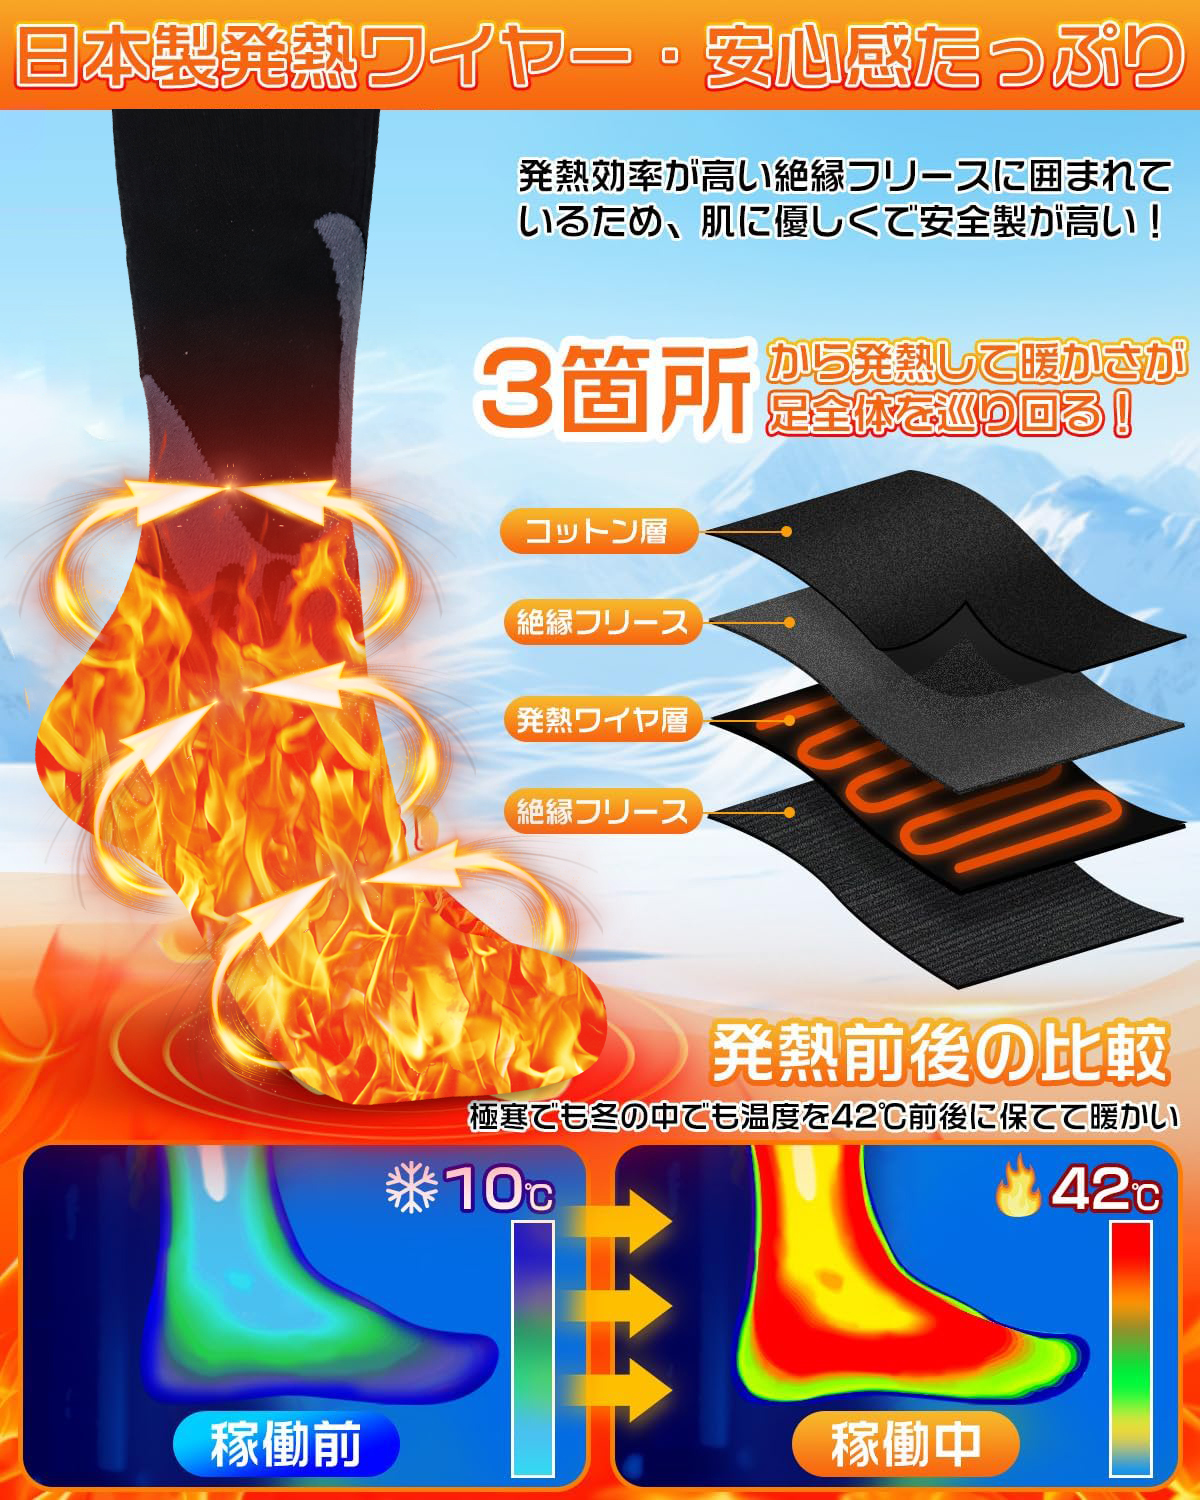 日本製発熱ワイヤー・安心感たっぷり
発熱効率が高い絶縁フリースに囲まれて
いるため、肌に優しくで安全製が高い！
3箇所
から発熱して暖かさが
足全体を巡り回る！
コットン層
絶縁フリース
発熱ワイヤ層
絶縁フリース
発熱前後の比較
極寒でも冬の中でも温度を42℃前後に保てて暖かい
10℃
42℃
稼働前
稼働中